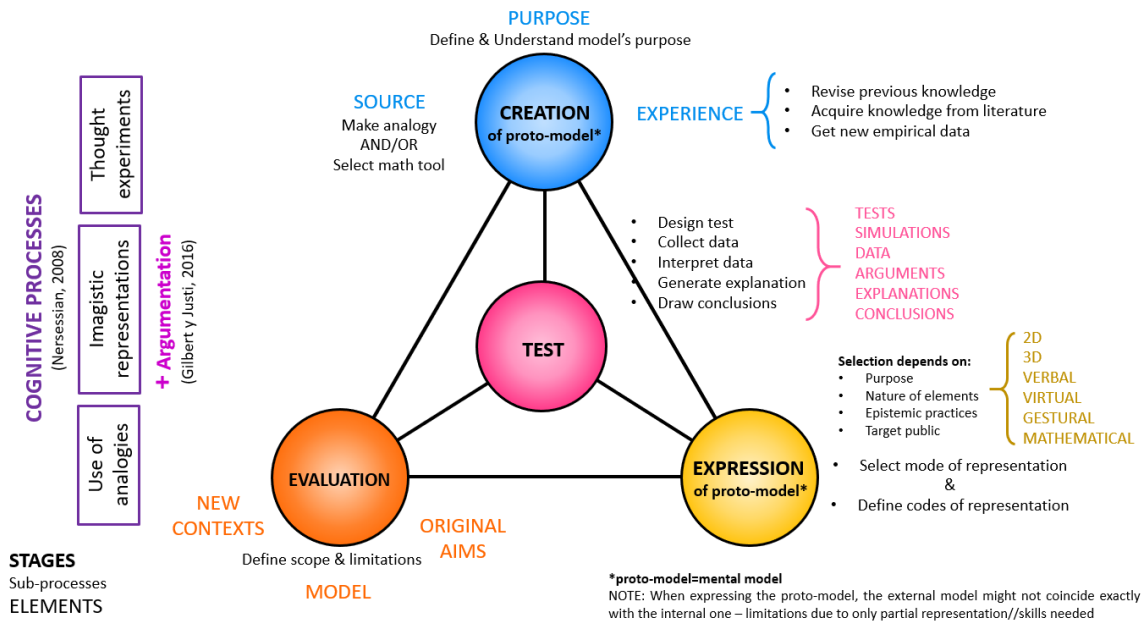 PURPOSE
Define & Understand model's purpose
SOURCE
Make analogy
AND/OR
Select math tool
CREATION
of proto-model*
EXPERIENCE
• Revise previous knowledge
• Acquire knowledge from literature
• Get new empirical data
COGNITIVE PROCESSES
(Nersessian, 2008)
Thought
experiments
Imagistic
representations
Use of
analogies
+ Argumentation
(Gilbert y Justi, 2016)
• Design test
• Collect data
• Interpret data
• Generate explanation
• Draw conclusions
TESTS
SIMULATIONS
DATA
ARGUMENTS
EXPLANATIONS
CONCLUSIONS
TEST
Selection depends on:
• Purpose
• Nature of elements
• Epistemic practices
• Target public
2D
3D
VERBAL
VIRTUAL
GESTURAL
MATHEMATICAL
EVALUATION
EXPRESSION
of proto-model*
• Select mode of representation
&
• Define codes of representation
NEW
CONTEXTS
ORIGINAL
AIMS
Define scope & limitations
MODEL
STAGES
Sub-processes
ELEMENTS
*proto-model=mental model
NOTE: When expressing the proto-model, the external model might not coincide exactly
with the internal one – limitations due to only partial representation//skills needed